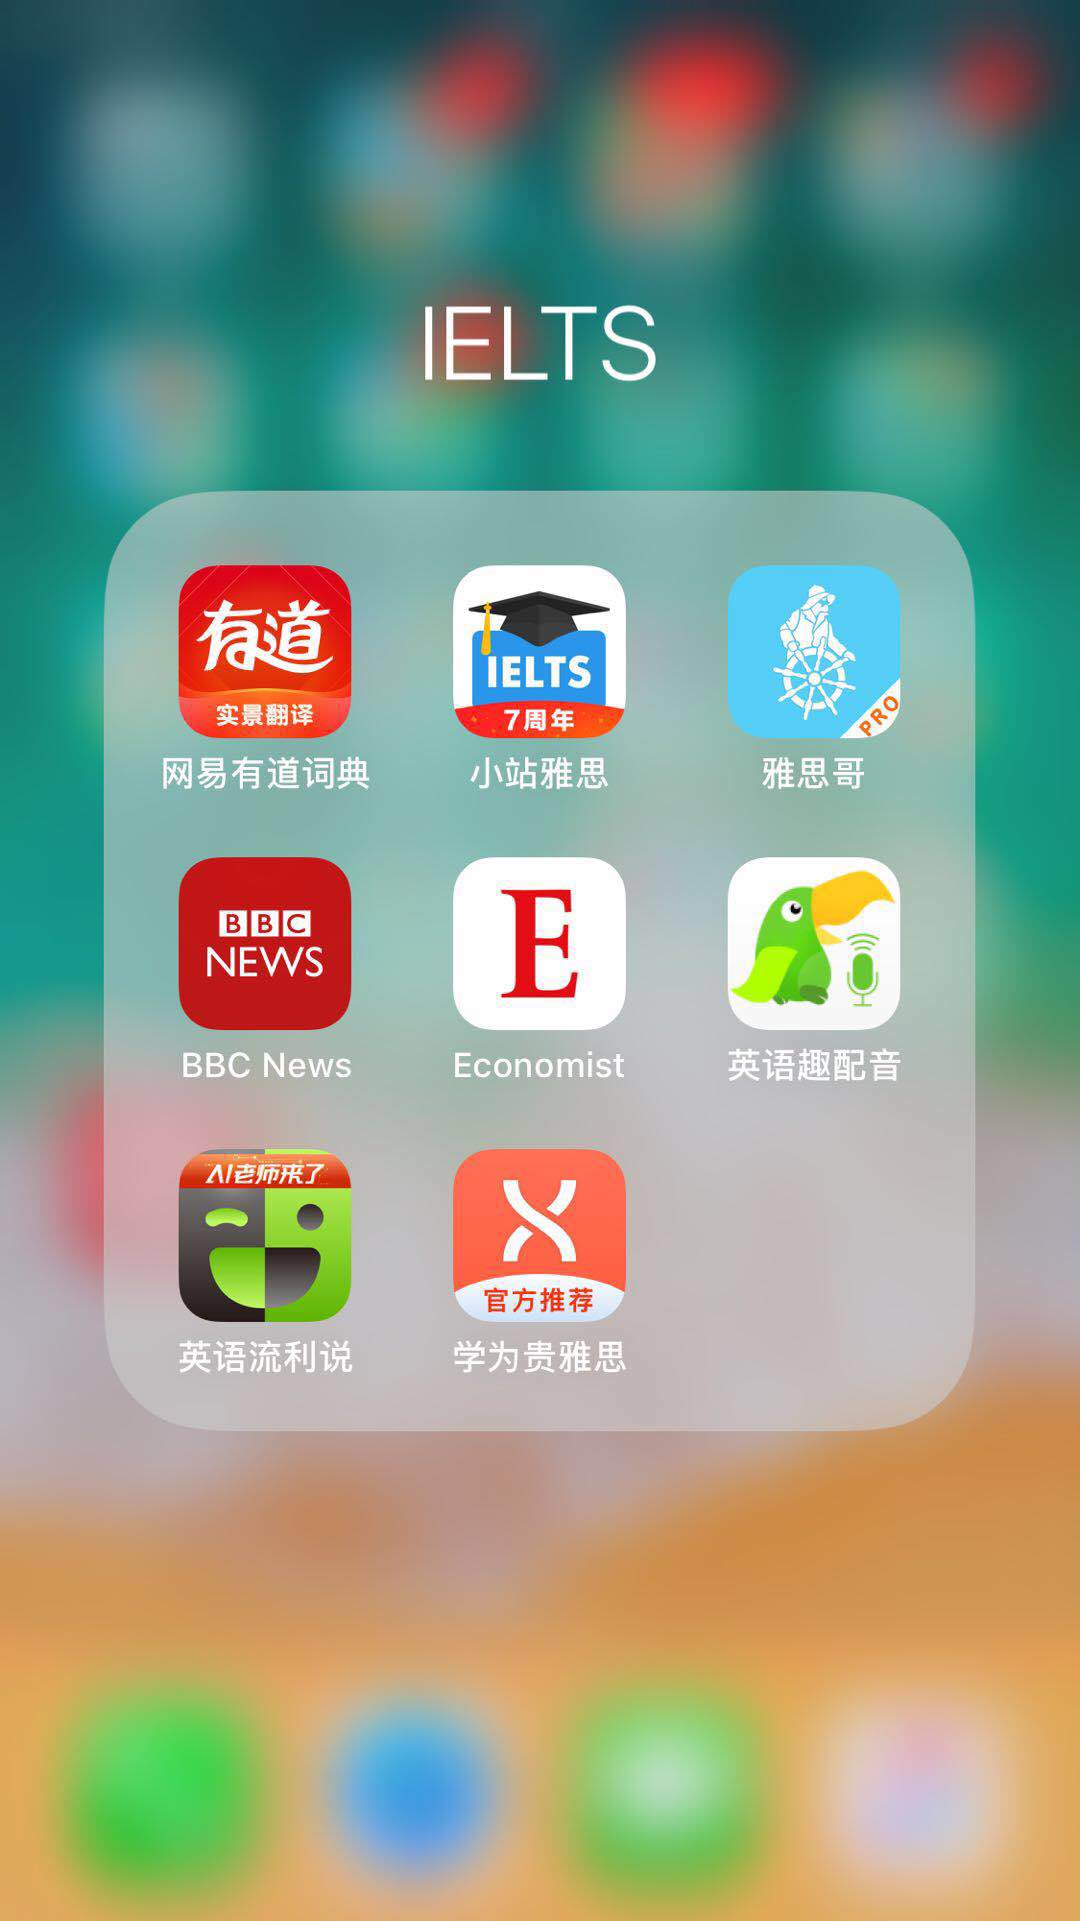 IELTS
有道
实景翻译
网易有道词典
IELTS
7周年
小站雅思
PRO
雅思哥
BBC
NEWS
BBC News
E
Economist
英语趣配音
AI老师来了
英语流利说
官方推荐
学为贵雅思